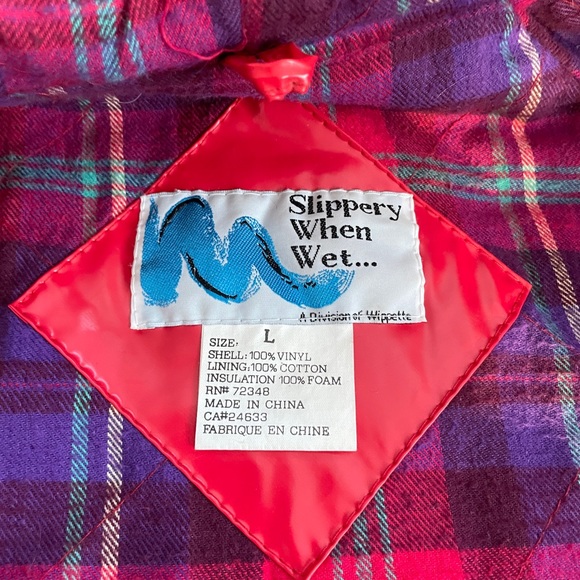 Slippery
When
Wet...
A Division of Wippette
SIZE: L
SHELL: 100% VINYL
LINING: 100% COTTON
INSULATION 100% FOAM
RN# 72348
MADE IN CHINA
CA#24633
FABRIQUE EN CHINE